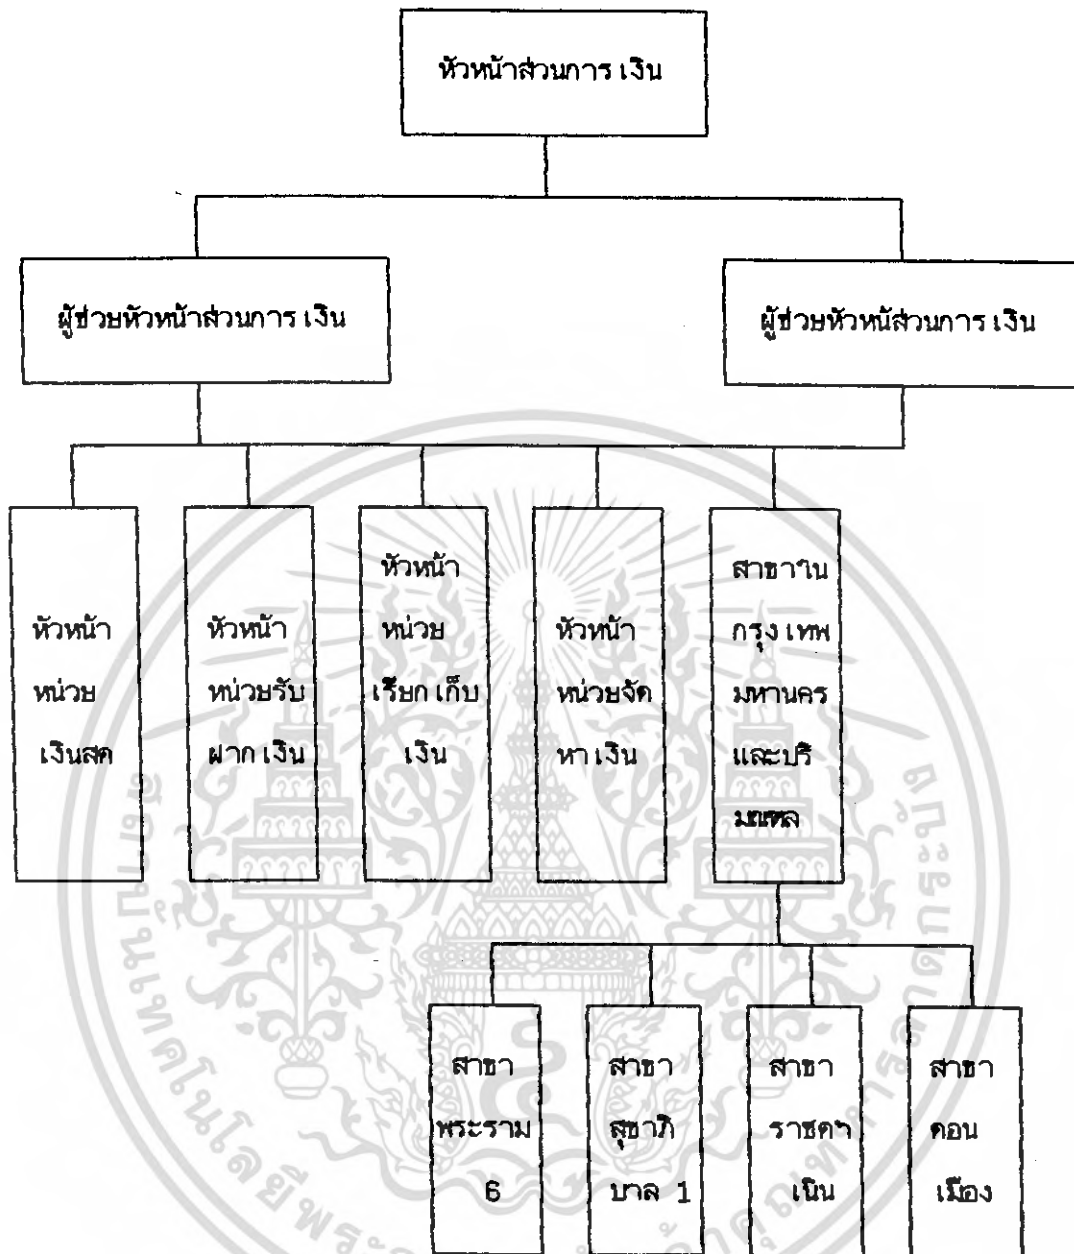 หัวหน้าส่วนการเงิน
ผู้ช่วยหัวหน้าส่วนการเงิน
ผู้ช่วยหัวหน้ส่วนการเงิน
หัวหน้า
หน่วย
เงินสด
หัวหน้า
หน่วยรับ
ฝากเงิน
หัวหน้า
หน่วย
เรียกเก็บ
เงิน
หัวหน้า
หน่วยจัด
หาเงิน
สาขาใน
กรุงเทพ
มหานคร
และปริ
มณฑล
สาขา
พระราม
6
สาขา
สุขาภิ
บาล 1
สาขา
ราชดำ
เนิน
สาขา
ดอน
เมือง